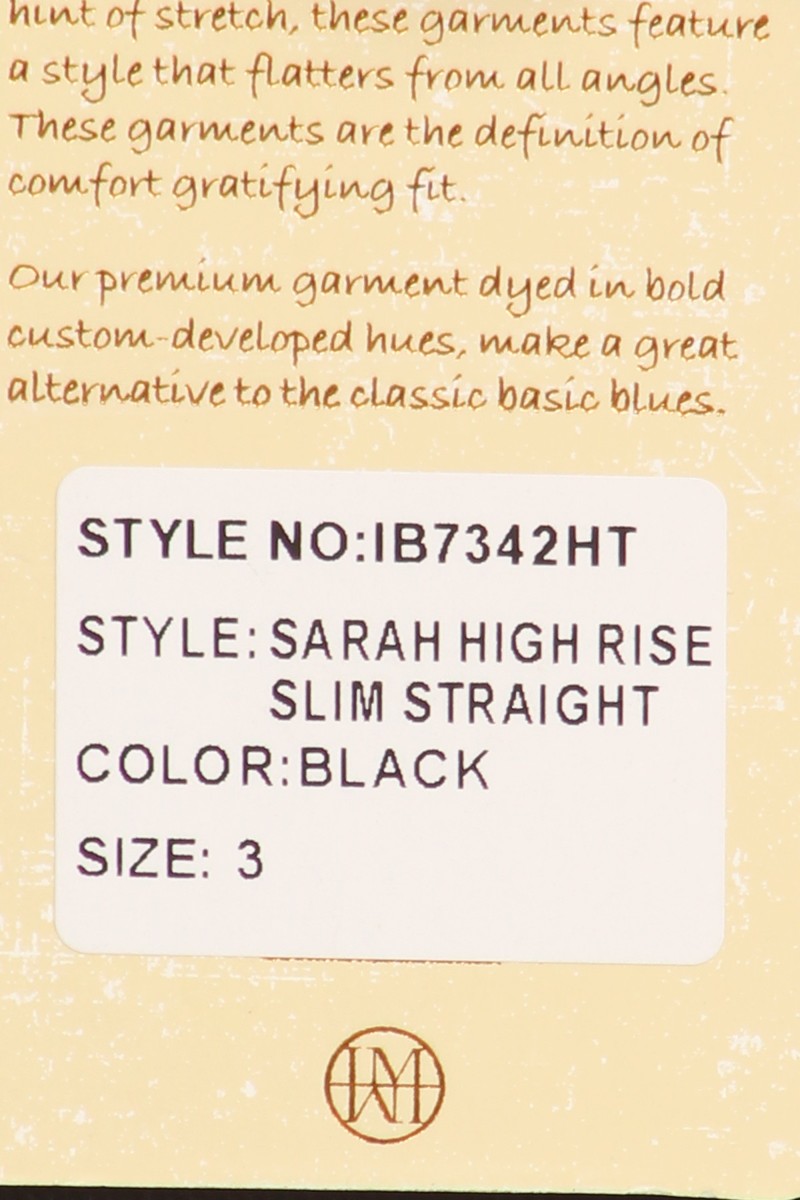 hint of stretch, these garments feature
a style that flatters from all angles.
These garments are the definition of
comfort gratifying fit.
Our premium garment dyed in bold
custom-developed hues, make a great
alternative to the classic basic blues.
STYLE NO:IB7342HT
STYLE: SARAH HIGH RISE
SLIM STRAIGHT
COLOR:BLACK
SIZE: 3